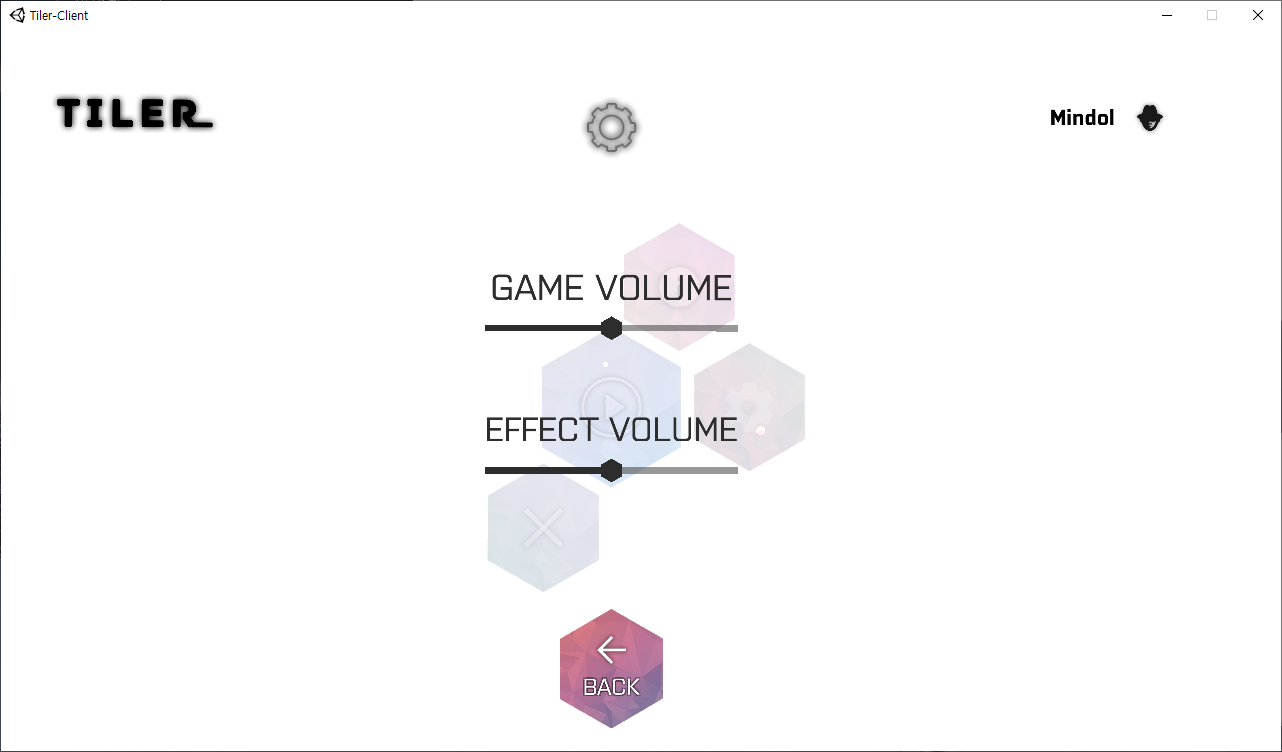 Tiler-Client
TILER
Mindol
GAME VOLUME
EFFECT VOLUME
BACK